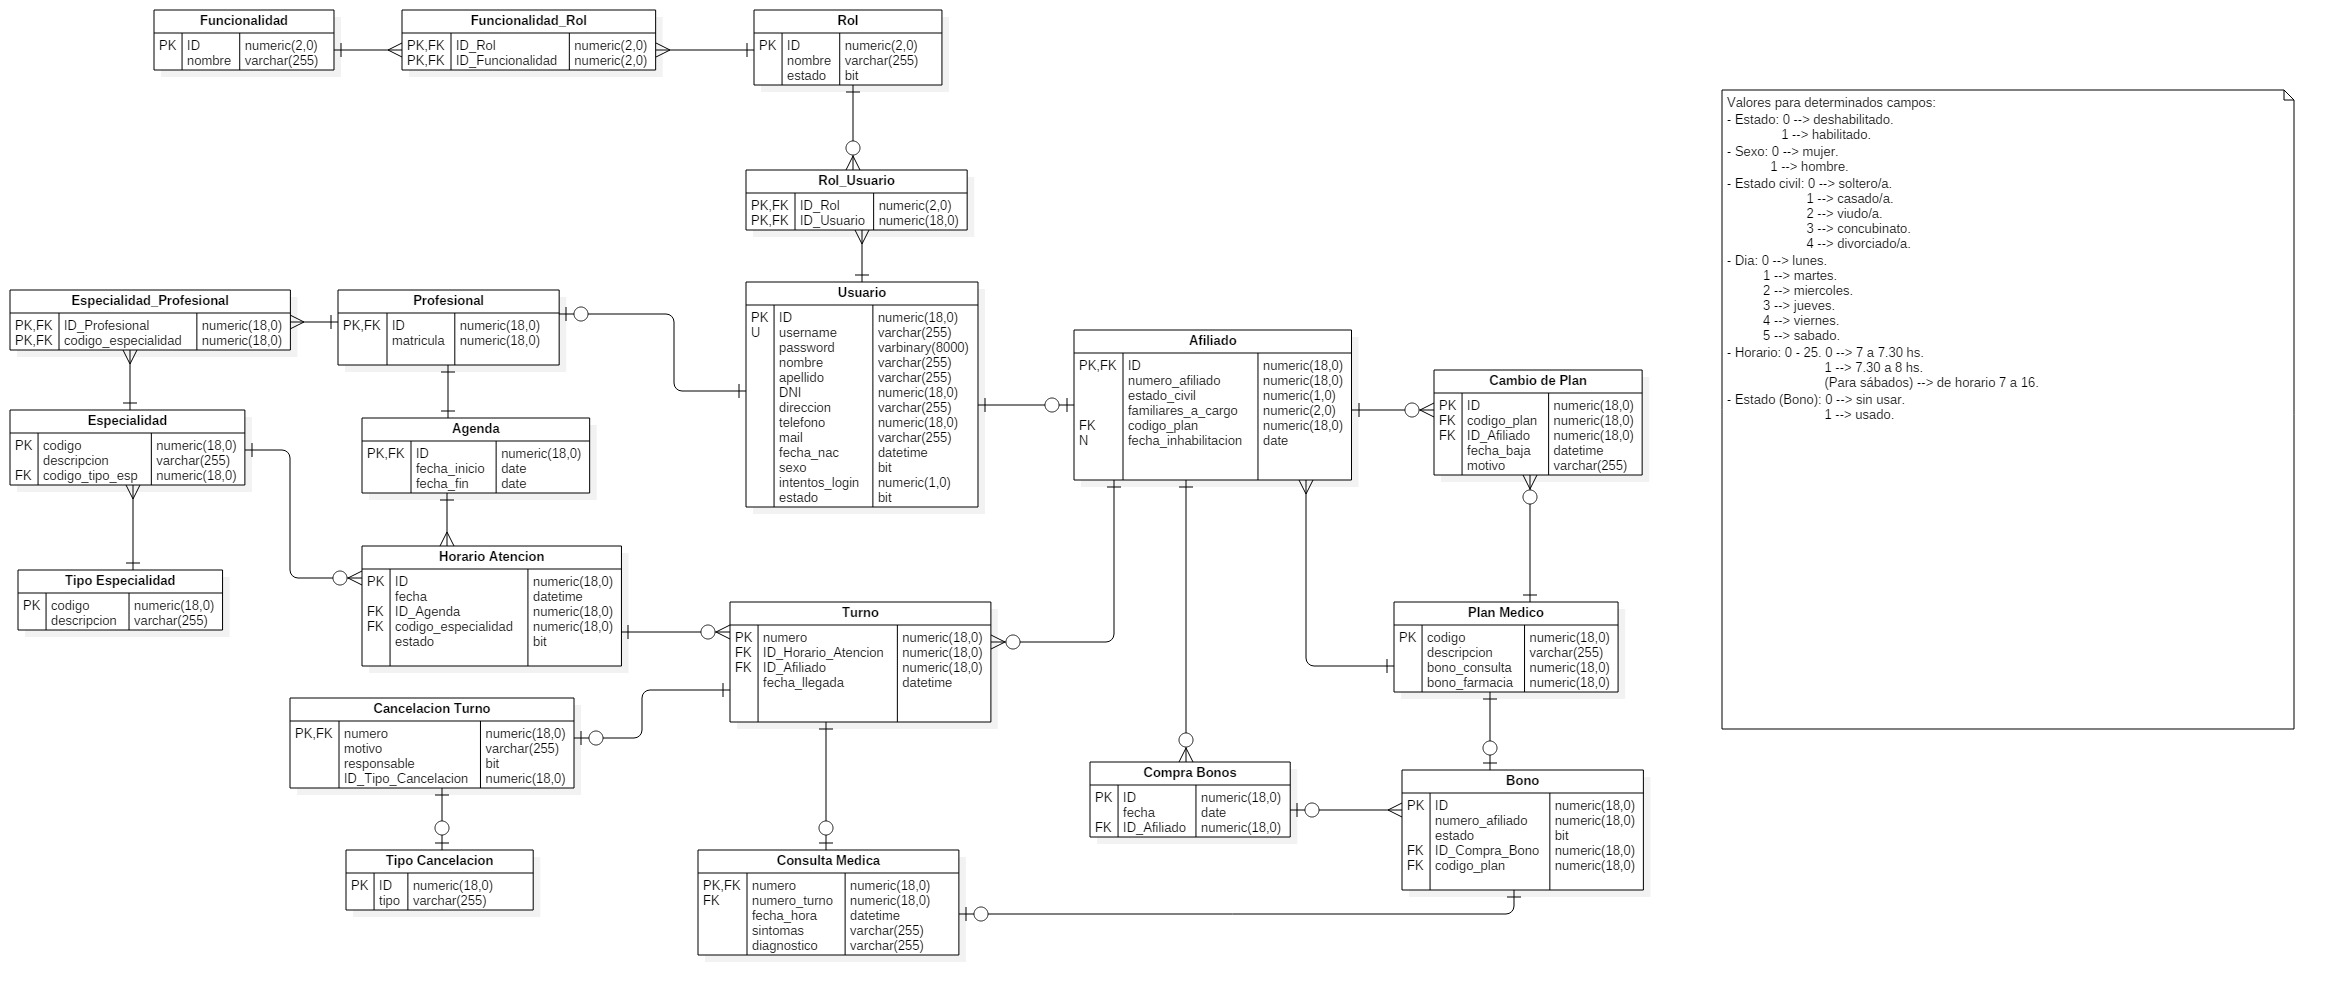 Funcionalidad
PK ID numeric(2,0)
nombre varchar(255)
Funcionalidad_Rol
PK,FK ID_Rol numeric(2,0)
PK,FK ID_Funcionalidad numeric(2,0)
Rol
PK ID numeric(2,0)
nombre varchar(255)
estado bit
Rol_Usuario
PK,FK ID_Rol numeric(2,0)
PK,FK ID_Usuario numeric(18,0)
Especialidad_Profesional
PK,FK ID_Profesional numeric(18,0)
PK,FK codigo_especialidad numeric(18,0)
Profesional
PK,FK ID numeric(18,0)
matricula numeric(18,0)
Usuario
PK ID numeric(18,0)
U username varchar(255)
password varbinary(8000)
nombre varchar(255)
apellido varchar(255)
DNI numeric(18,0)
direccion varchar(255)
telefono numeric(18,0)
mail varchar(255)
fecha_nac datetime
sexo bit
intentos_login numeric(1,0)
estado bit
Afiliado
PK,FK ID numeric(18,0)
numero_afiliado numeric(18,0)
estado_civil numeric(1,0)
familiares_a_cargo numeric(2,0)
FK codigo_plan numeric(18,0)
N fecha_inhabilitacion date
Cambio de Plan
PK ID numeric(18,0)
FK codigo_plan numeric(18,0)
FK ID_Afiliado numeric(18,0)
fecha_baja datetime
motivo varchar(255)
Especialidad
PK codigo numeric(18,0)
descripcion varchar(255)
FK codigo_tipo_esp numeric(18,0)
Agenda
PK,FK ID numeric(18,0)
fecha_inicio date
fecha_fin date
Tipo Especialidad
PK codigo numeric(18,0)
descripcion varchar(255)
Horario Atencion
PK ID numeric(18,0)
fecha datetime
FK ID_Agenda numeric(18,0)
FK codigo_especialidad numeric(18,0)
estado bit
Turno
PK numero numeric(18,0)
FK ID_Horario_Atencion numeric(18,0)
FK ID_Afiliado numeric(18,0)
fecha_llegada datetime
Plan Medico
PK codigo numeric(18,0)
descripcion varchar(255)
bono_consulta numeric(18,0)
bono_farmacia numeric(18,0)
Cancelacion Turno
PK,FK numero numeric(18,0)
motivo varchar(255)
responsable bit
ID_Tipo_Cancelacion numeric(18,0)
Compra Bonos
PK ID numeric(18,0)
fecha date
FK ID_Afiliado numeric(18,0)
Bono
PK ID numeric(18,0)
numero_afiliado numeric(18,0)
estado bit
FK ID_Compra_Bono numeric(18,0)
FK codigo_plan numeric(18,0)
Tipo Cancelacion
PK ID numeric(18,0)
tipo varchar(255)
Consulta Medica
PK,FK numero numeric(18,0)
FK numero_turno numeric(18,0)
fecha_hora datetime
sintomas varchar(255)
diagnostico varchar(255)
Valores para determinados campos:
- Estado: 0 --> deshabilitado.
1 --> habilitado.
- Sexo: 0 --> mujer.
1 --> hombre.
- Estado civil: 0 --> soltero/a.
1 --> casado/a.
2 --> viudo/a.
3 --> concubinato.
4 --> divorciado/a.
- Dia: 0 --> lunes.
1 --> martes.
2 --> miercoles.
3 --> jueves.
4 --> viernes.
5 --> sabado.
- Horario: 0 - 25. 0 --> 7 a 7.30 hs.
1 --> 7.30 a 8 hs.
(Para sábados) --> de horario 7 a 16.
- Estado (Bono): 0 --> sin usar.
1 --> usado.